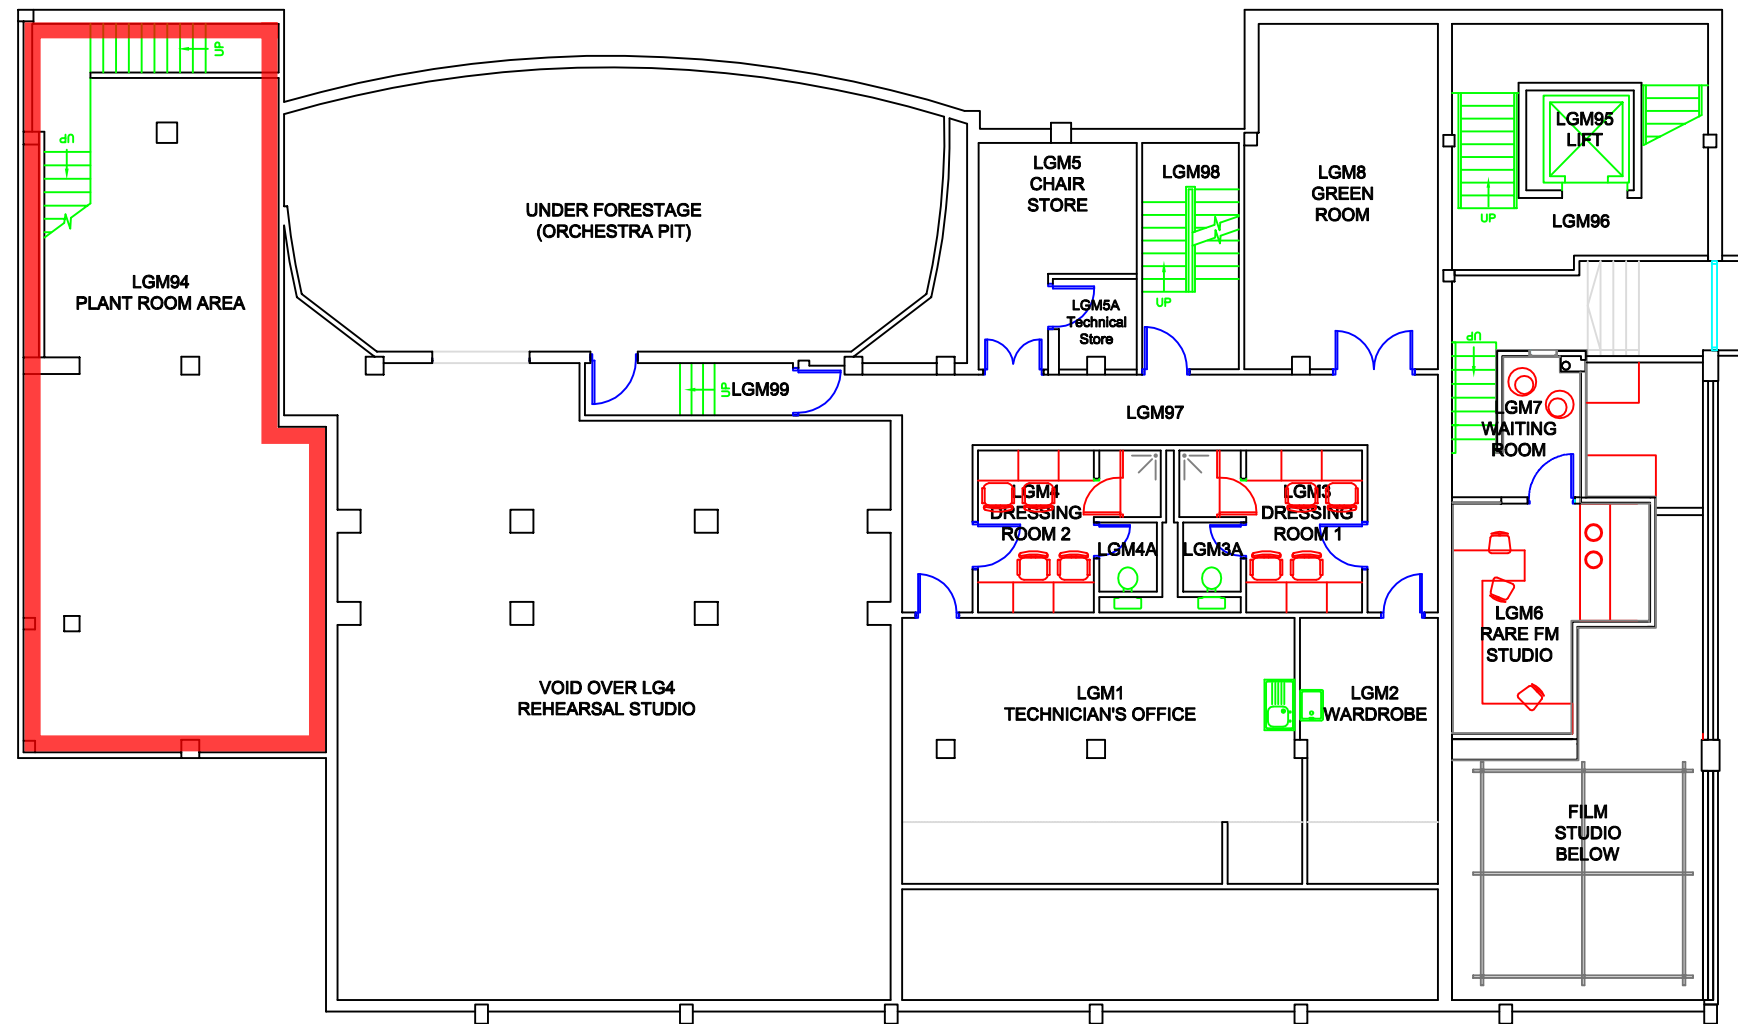 UP
UP
LGM94
PLANT ROOM AREA
UNDER FORESTAGE
(ORCHESTRA PIT)
LGM5
CHAIR
STORE
LGM5A
Technical
Store
LGM98
UP
LGM8
GREEN
ROOM
LGM95
LIFT
UP
LGM96
UP
LGM99
UP
LGM97
LGM7
WAITING
ROOM
LGM4
DRESSING
ROOM 2
LGM4A
LGM3A
LGM3
DRESSING
ROOM 1
LGM6
RARE FM
STUDIO
VOID OVER LG4
REHEARSAL STUDIO
LGM1
TECHNICIAN'S OFFICE
LGM2
WARDROBE
FILM
STUDIO
BELOW